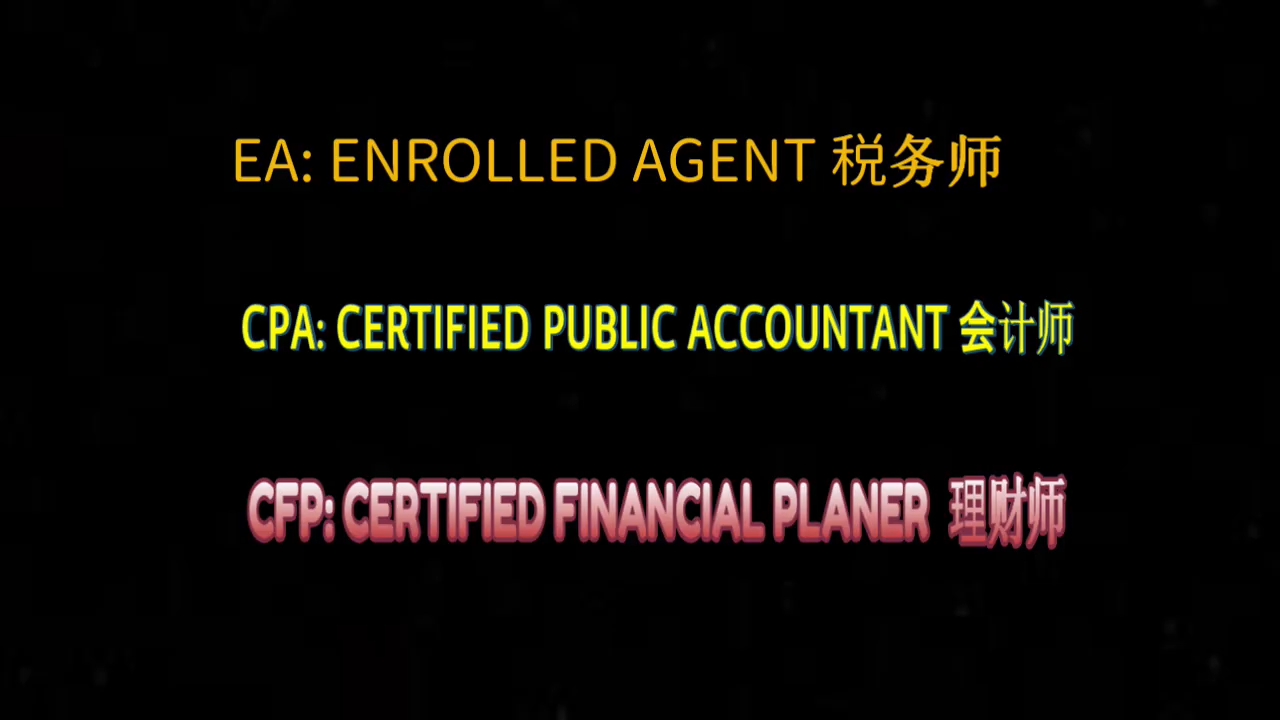 EA: ENROLLED AGENT 税务师
CPA: CERTIFIED PUBLIC ACCOUNTANT 会计师
CFP: CERTIFIED FINANCIAL PLANER 理财师